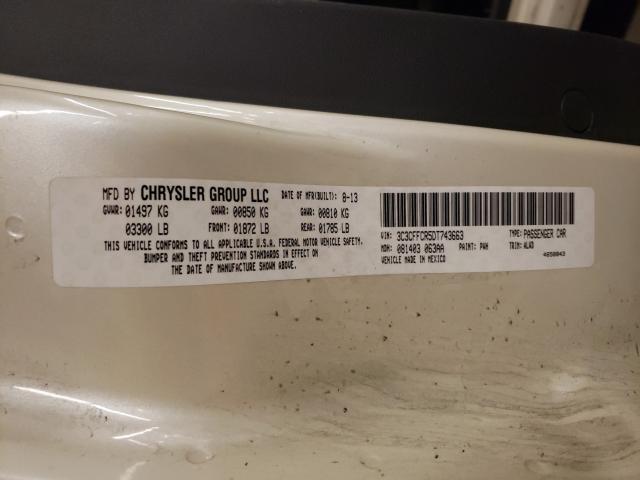 MFD BY CHRYSLER GROUP LLC DATE OF MFR(BUILT): 8-13
GVWR: 01497 KG GAWR: 00850 KG GAWR: 00810 KG
03300 LB FRONT: 01872 LB REAR: 01785 LB
THIS VEHICLE CONFORMS TO ALL APPLICABLE U.S.A. FEDERAL MOTOR VEHICLE SAFETY,
BUMPER AND THEFT PREVENTION STANDARDS IN EFFECT ON
THE DATE OF MANUFACTURE SHOWN ABOVE.
VIN: 3C3CFFCR5DT743663 TYPE: PASSENGER CAR
MDH: 081403 063AA PAINT: PWN TRIM: ALWD
VEHICLE MADE IN MEXICO 4650043